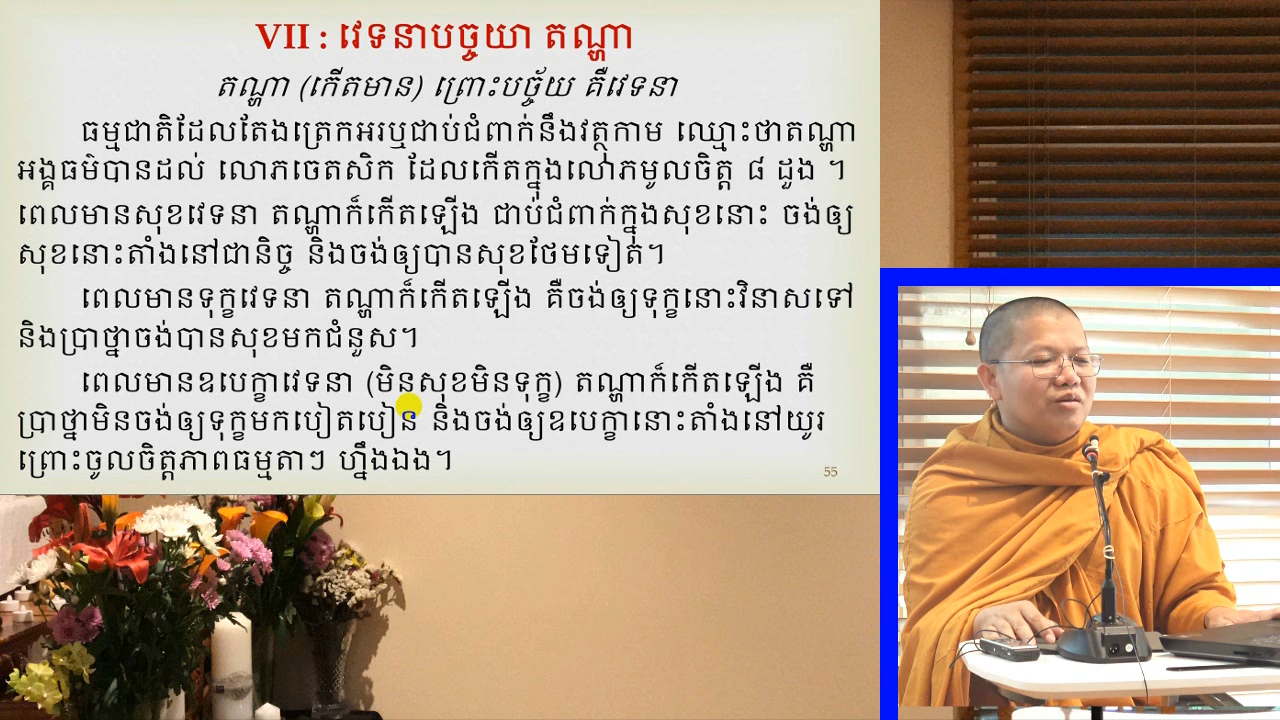 VII : វេទនាបច្ចយា តណ្ហា
តណ្ហា (កើតមាន) ព្រោះបច្ច័យ គឺវេទនា
ធម្មជាតិដែលតែងត្រេកអរឬជាប់ជំពាក់នឹងវត្ថុកាម ឈ្មោះថាតណ្ហា
អង្គធម៌បានដល់ លោភចេតសិក ដែលកើតក្នុងលោភមូលចិត្ត ៨ ដួង ។
ពេលមានសុខវេទនា តណ្ហាក៏កើតឡើង ជាប់ជំពាក់ក្នុងសុខនោះ ចង់ឲ្យ
សុខនោះតាំងនៅជានិច្ច និងចង់ឲ្យបានសុខថែមទៀត។
ពេលមានទុក្ខវេទនា តណ្ហាក៏កើតឡើង គឺចង់ឲ្យទុក្ខនោះវិនាសទៅ
និងប្រាថ្នាចង់បានសុខមកជំនួស។
ពេលមានឧបេក្ខាវេទនា (មិនសុខមិនទុក្ខ) តណ្ហាក៏កើតឡើង គឺ
ប្រាថ្នាមិនចង់ឲ្យទុក្ខមកបៀតបៀន និងចង់ឲ្យឧបេក្ខានោះតាំងនៅយូរ
ព្រោះចូលចិត្តភាពធម្មតាៗ ហ្នឹងឯង។
55